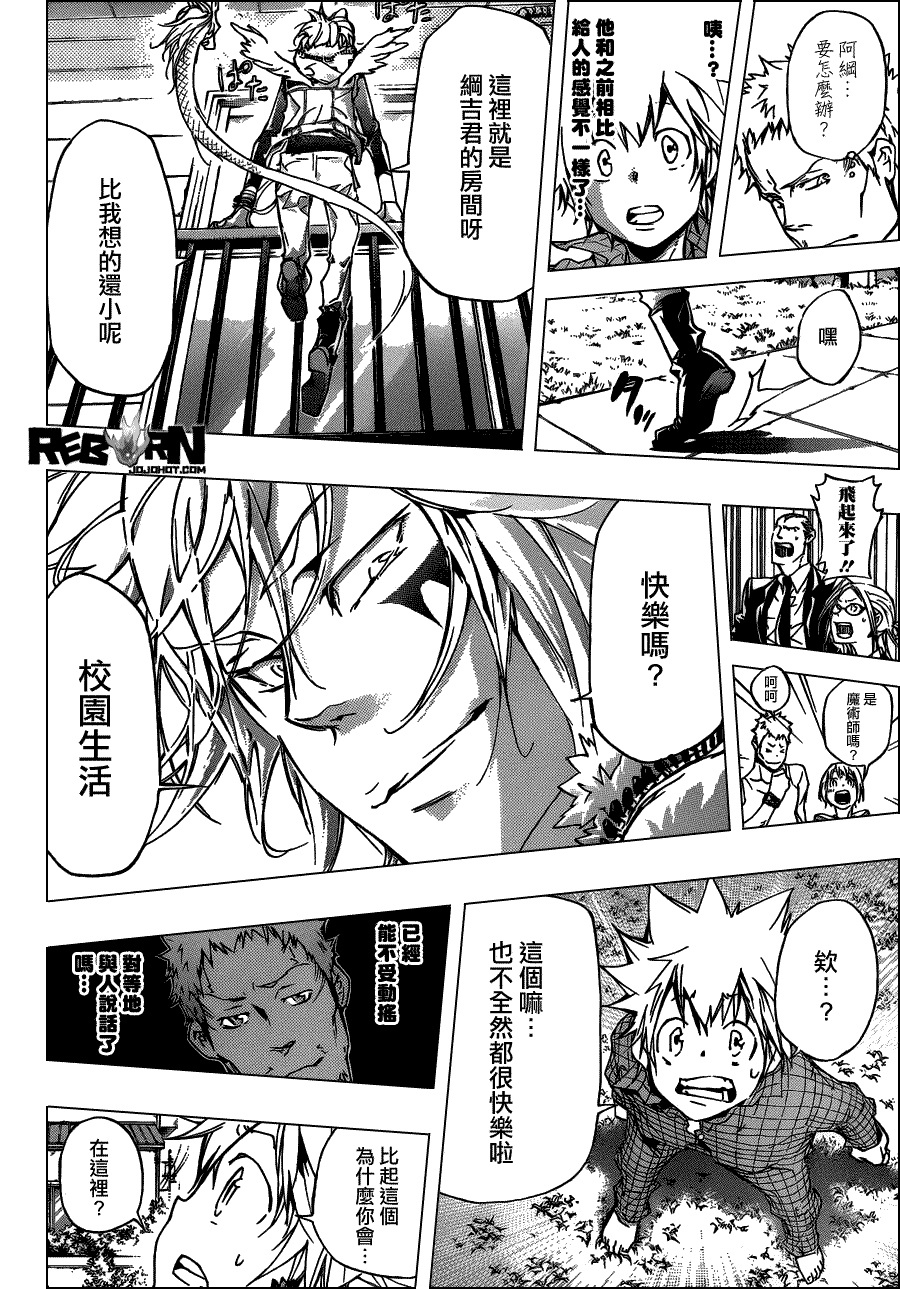 阿綱…
要怎麼辦？
咦…？
他和之前相比
給人的感覺不一樣了…
嘿
ぱた
ぱた
這裡就是
綱吉君的房間呀
比我想的還小呢
REBORN
JOJOHOT.COM
飛起來了!!
是
魔術師嗎？
呵呵
快樂嗎？
校園生活
欸…？
這個嘛…
也不全然都很快樂啦
已經
能不受動搖
對等地
與人說話了
嗎…
比起這個
為什麼你會…
在這裡？